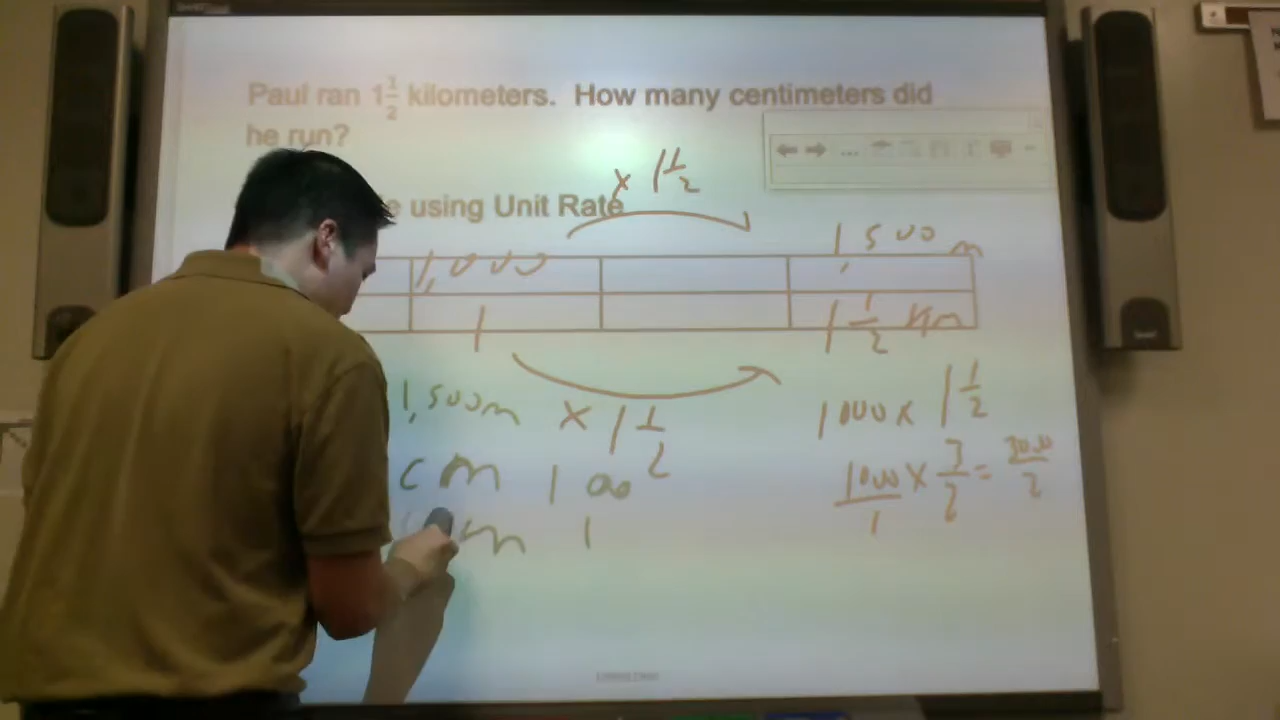 Paul ran 1 1/2 kilometers. How many centimeters did
he run?
x 1 1/2
using Unit Rate
1,000
1,500 m
1
1 1/2 Km
1,500m x 1 1/2
1000 x 1 1/2
cm 100
1000/1 x 3/2 = 3000/2
m 1